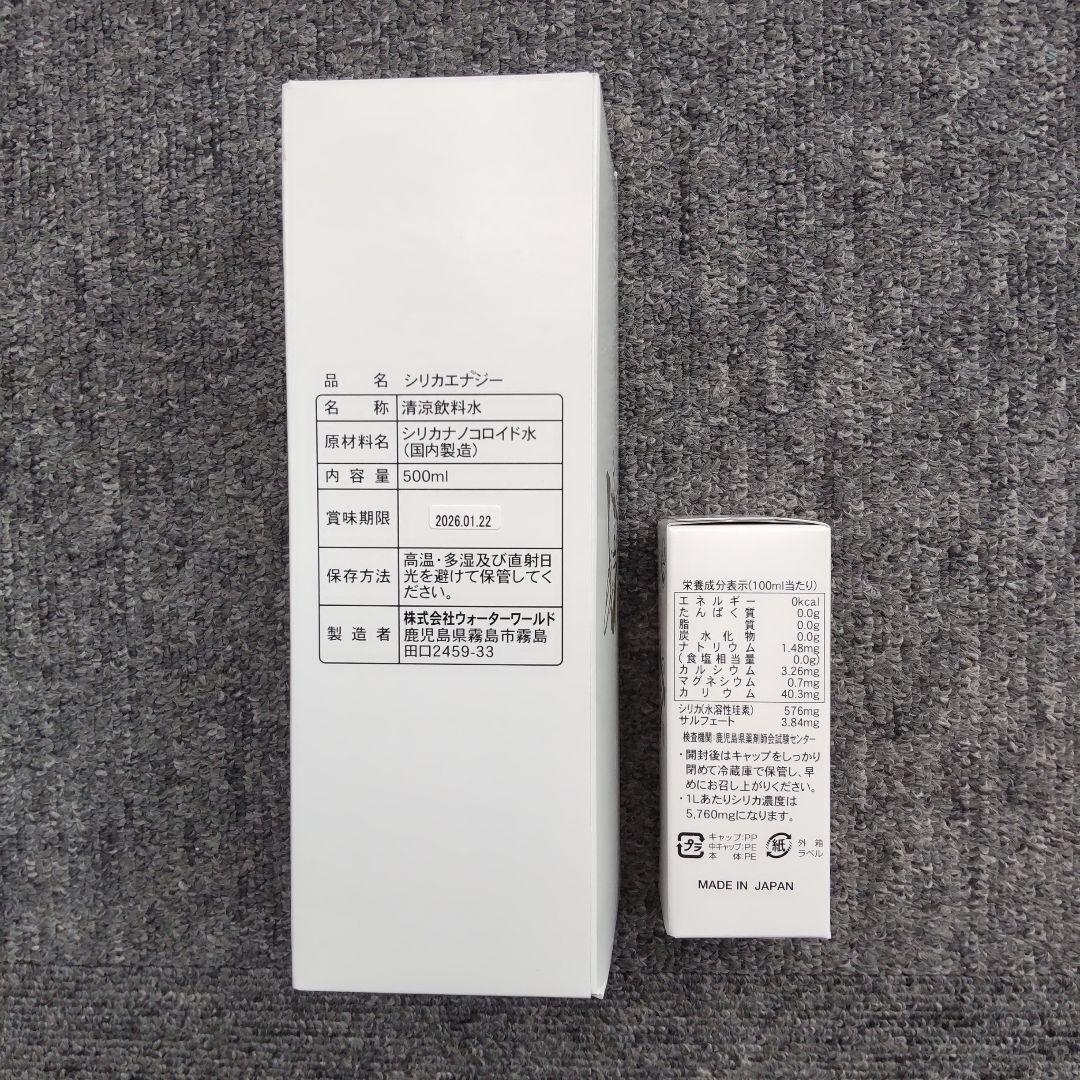 品名 シリカエナジー
名称 清涼飲料水
原材料名 シリカナノコロイド水
（国内製造）
内容量 500ml
賞味期限 2026.01.22
保存方法 高温・多湿及び直射日
光を避けて保管してく
ださい。
製造者 株式会社ウォーターワールド
鹿児島県霧島市霧島
田口2459-33
栄養成分表示(100ml当たり)
エネルギー 0kcal
たんぱく質 0.0g
脂質 0.0g
炭水化物 0.0g
ナトリウム 1.48mg
(食塩相当量 0.0g)
カルシウム 3.26mg
マグネシウム 0.7mg
カリウム 40.3mg
シリカ(水溶性珪素) 576mg
サルフェート 3.84mg
検査機関:鹿児島県薬剤師会試験センター
・開封後はキャップをしっかり
閉めて冷蔵庫で保管し、早
めにお召し上がりください。
・1Lあたりシリカ濃度は
5,760mgになります。
プラ キャップ:PP
中キャップ:PE
本体:PE
紙 外箱
ラベル
MADE IN JAPAN